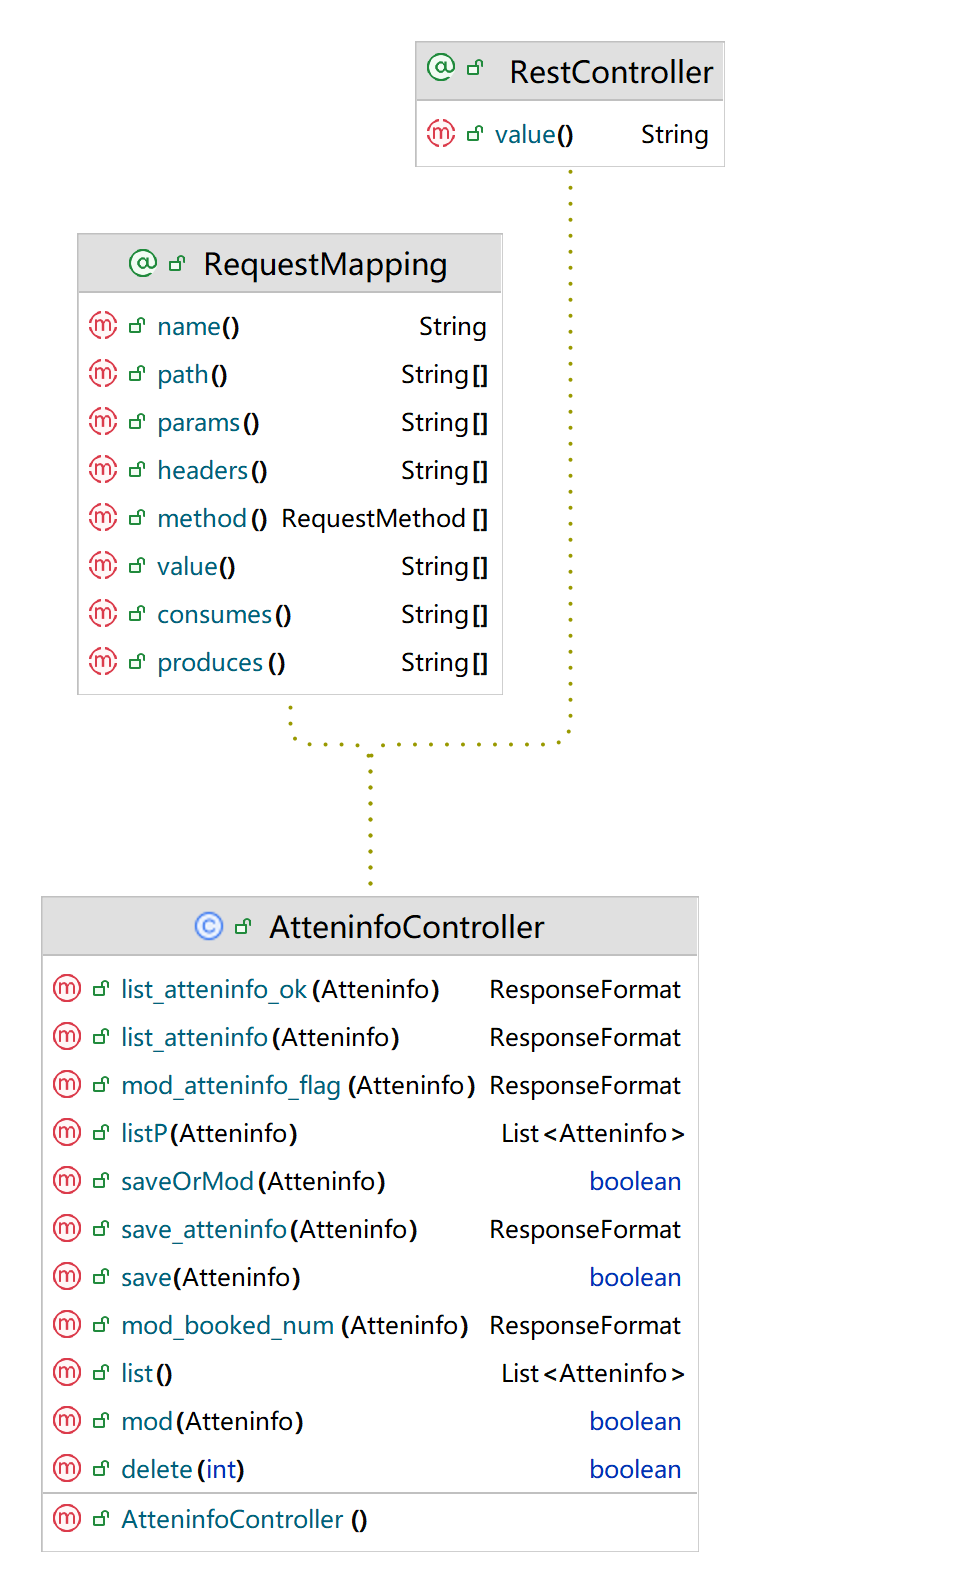 RestController
value() String
RequestMapping
name() String
path() String[]
params() String[]
headers() String[]
method() RequestMethod[]
value() String[]
consumes() String[]
produces() String[]
AtteninfoController
list_atteninfo_ok(Atteninfo) ResponseFormat
list_atteninfo(Atteninfo) ResponseFormat
mod_atteninfo_flag(Atteninfo) ResponseFormat
listP(Atteninfo) List<Atteninfo>
saveOrMod(Atteninfo) boolean
save_atteninfo(Atteninfo) ResponseFormat
save(Atteninfo) boolean
mod_booked_num(Atteninfo) ResponseFormat
list() List<Atteninfo>
mod(Atteninfo) boolean
delete(int) boolean
AtteninfoController()